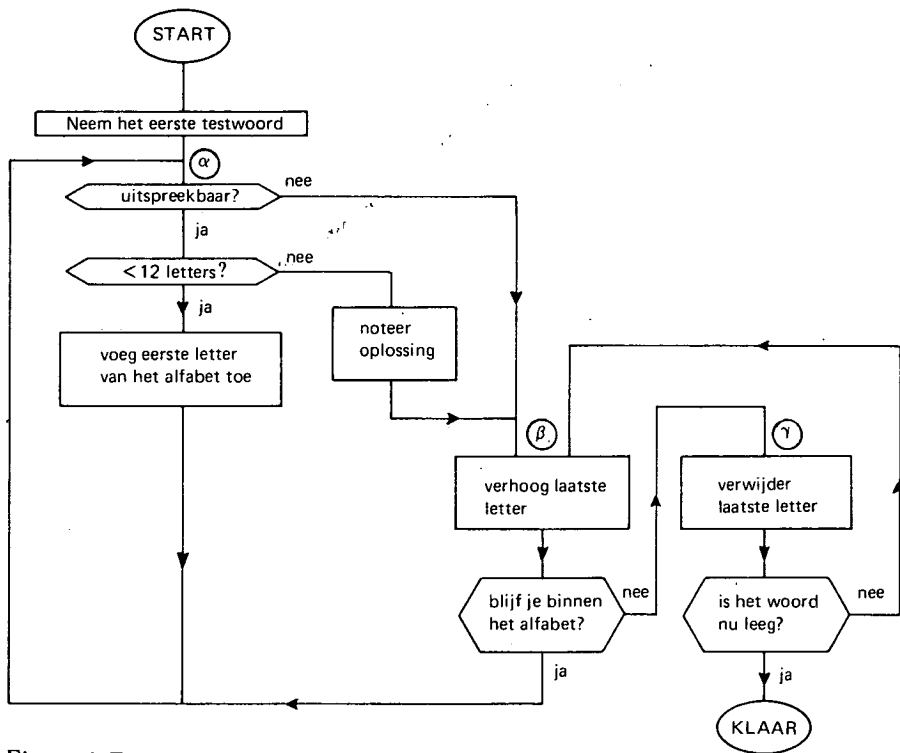 START
Neem het eerste testwoord
α
uitspreekbaar?
nee
ja
<12 letters?
nee
ja
voeg eerste letter
van het alfabet toe
noteer
oplossing
β
verhoog laatste
letter
blijf je binnen
het alfabet?
nee
ja
γ
verwijder
laatste letter
is het woord
nu leeg?
nee
ja
KLAAR